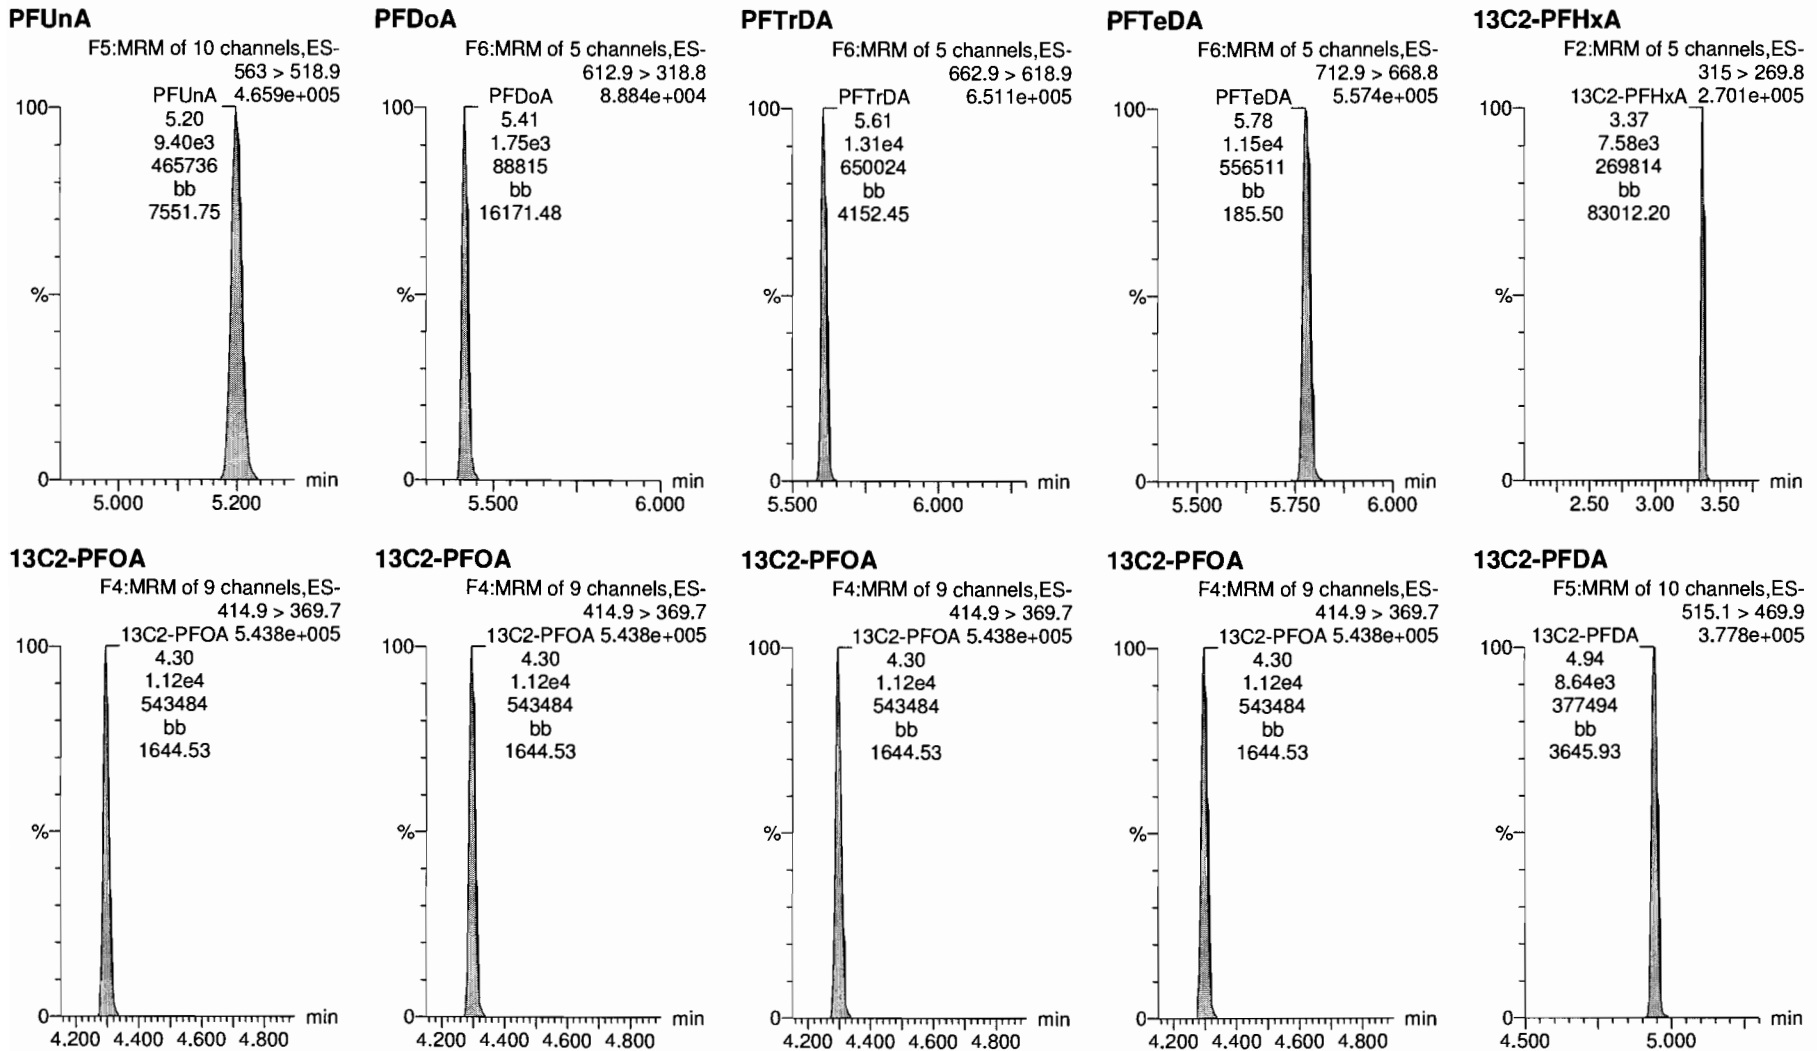 PFUnA
F5:MRM of 10 channels,ES-
563 > 518.9
PFUnA 4.659e+005
5.20
9.40e3
465736
bb
7551.75
100
%
0
min
5.000 5.200
PFDoA
F6:MRM of 5 channels,ES-
612.9 > 318.8
PFDoA 8.884e+004
5.41
1.75e3
88815
bb
16171.48
100
%
0
min
5.500 6.000
PFTrDA
F6:MRM of 5 channels,ES-
662.9 > 618.9
PFTrDA 6.511e+005
5.61
1.31e4
650024
bb
4152.45
100
%
0
min
5.500 6.000
PFTeDA
F6:MRM of 5 channels,ES-
712.9 > 668.8
PFTeDA 5.574e+005
5.78
1.15e4
556511
bb
185.50
100
%
0
min
5.500 5.750 6.000
13C2-PFHxA
F2:MRM of 5 channels,ES-
315 > 269.8
13C2-PFHxA 2.701e+005
3.37
7.58e3
269814
bb
83012.20
100
%
0
min
2.50 3.00 3.50
13C2-PFOA
F4:MRM of 9 channels,ES-
414.9 > 369.7
13C2-PFOA 5.438e+005
4.30
1.12e4
543484
bb
1644.53
100
%
0
min
4.200 4.400 4.600 4.800
13C2-PFOA
F4:MRM of 9 channels,ES-
414.9 > 369.7
13C2-PFOA 5.438e+005
4.30
1.12e4
543484
bb
1644.53
100
%
0
min
4.200 4.400 4.600 4.800
13C2-PFOA
F4:MRM of 9 channels,ES-
414.9 > 369.7
13C2-PFOA 5.438e+005
4.30
1.12e4
543484
bb
1644.53
100
%
0
min
4.200 4.400 4.600 4.800
13C2-PFOA
F4:MRM of 9 channels,ES-
414.9 > 369.7
13C2-PFOA 5.438e+005
4.30
1.12e4
543484
bb
1644.53
100
%
0
min
4.200 4.400 4.600 4.800
13C2-PFDA
F5:MRM of 10 channels,ES-
515.1 > 469.9
13C2-PFDA 3.778e+005
4.94
8.64e3
377494
bb
3645.93
100
%
0
min
4.500 5.000